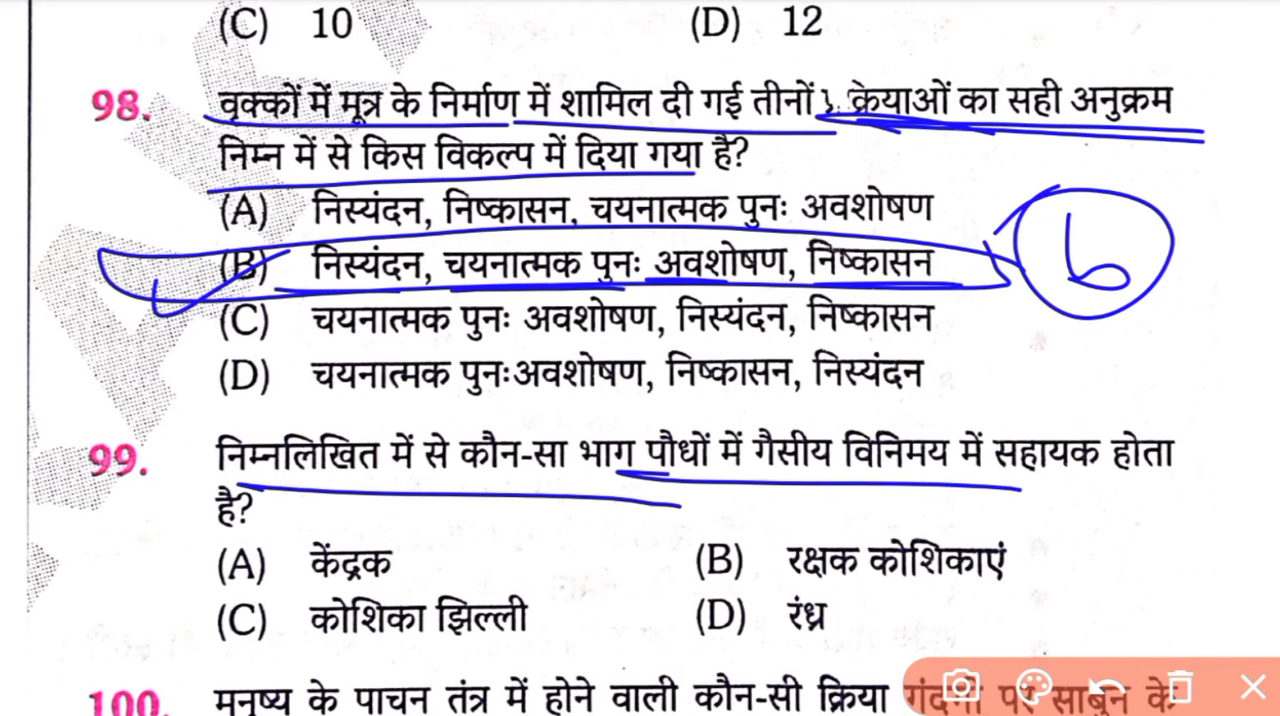 (C) 10 (D) 12
98. वृक्कों में मूत्र के निर्माण में शामिल दी गई तीनों क्रियाओं का सही अनुक्रम
निम्न में से किस विकल्प में दिया गया है?
(A) निस्यंदन, निष्कासन, चयनात्मक पुनः अवशोषण
(B) निस्यंदन, चयनात्मक पुनः अवशोषण, निष्कासन
b
(C) चयनात्मक पुनः अवशोषण, निस्यंदन, निष्कासन
(D) चयनात्मक पुनःअवशोषण, निष्कासन, निस्यंदन
99. निम्नलिखित में से कौन-सा भाग पौधों में गैसीय विनिमय में सहायक होता
है?
(A) केंद्रक (B) रक्षक कोशिकाएं
(C) कोशिका झिल्ली (D) रंध्र
100. मनुष्य के पाचन तंत्र में होने वाली कौन-सी क्रिया गंदगी पर साबुन के